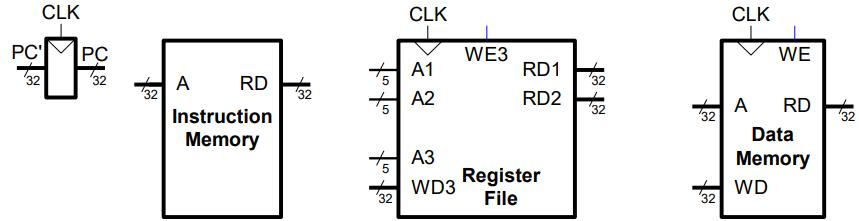 CLK
PC'
PC
32
32
A
RD
32
32
Instruction
Memory
CLK
WE3
A1
RD1
5
32
A2
RD2
5
32
A3
5
WD3
32
Register
File
CLK
WE
A
RD
32
32
Data
Memory
WD
32